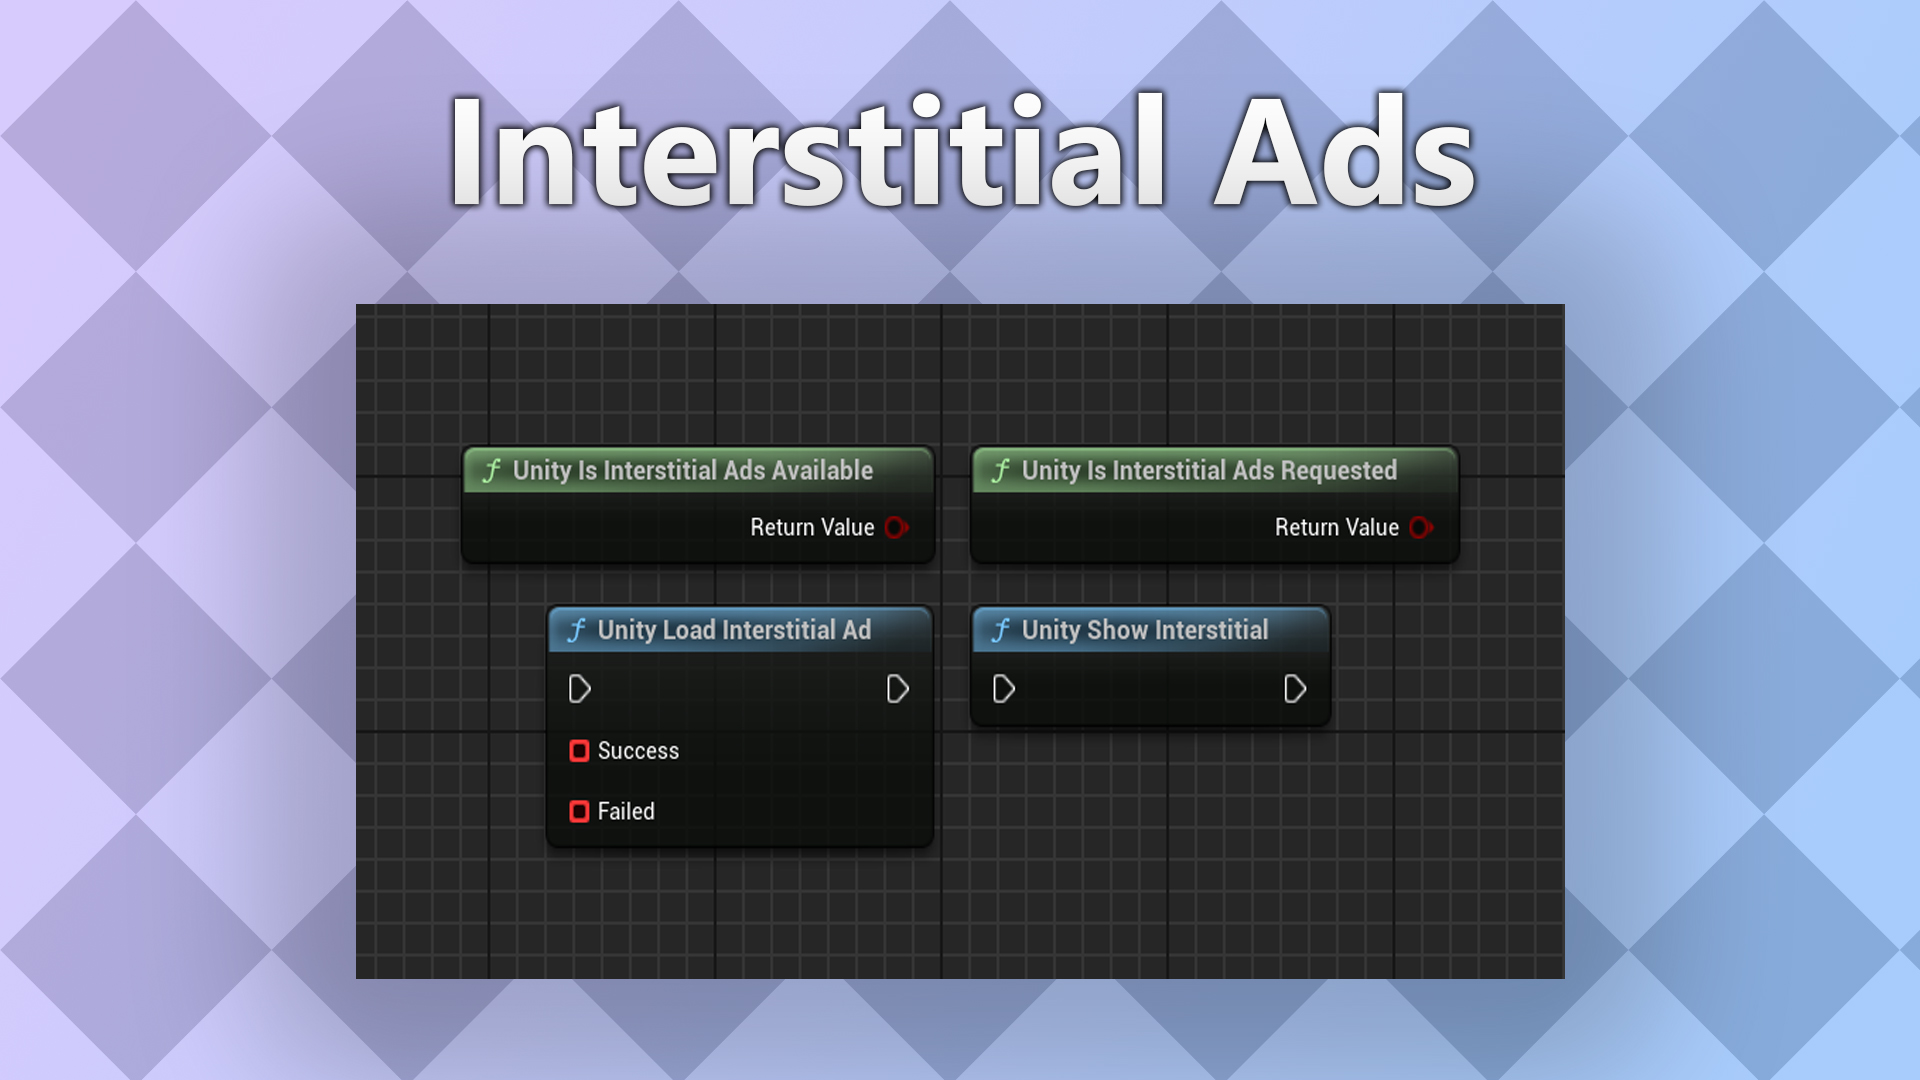 Interstitial Ads
f Unity Is Interstitial Ads Available
Return Value
f Unity Is Interstitial Ads Requested
Return Value
f Unity Load Interstitial Ad
Success
Failed
f Unity Show Interstitial